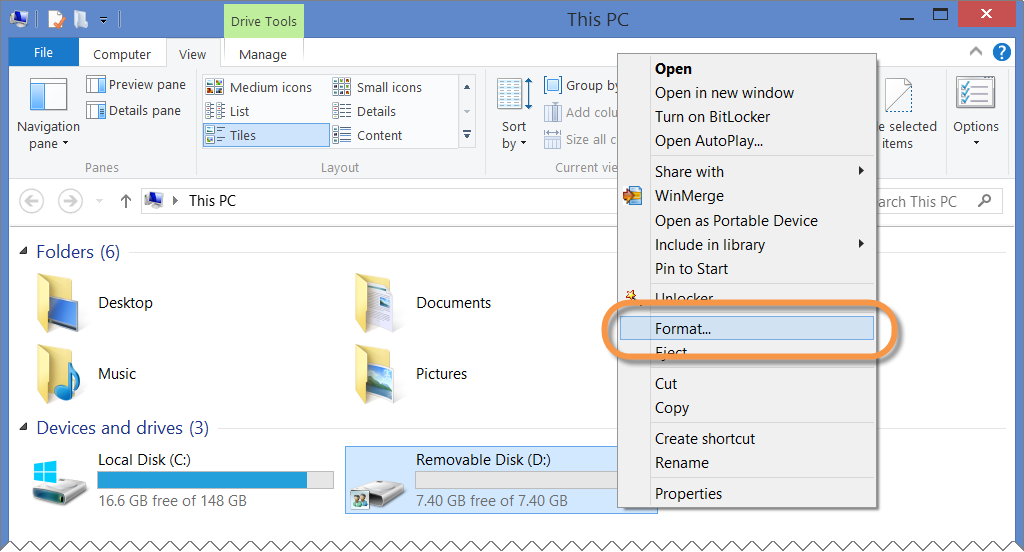 Drive Tools
This PC
File
Computer
View
Manage
Navigation
pane
Preview pane
Details pane
Panes
Medium icons
Small icons
List
Details
Tiles
Content
Layout
Sort
by
Group by
Add colu
Size all c
Current vie
e selected
items
Options
This PC
arch This PC
Folders (6)
Desktop
Documents
Music
Pictures
Devices and drives (3)
Local Disk (C:)
16.6 GB free of 148 GB
Removable Disk (D:)
7.40 GB free of 7.40 GB
Open
Open in new window
Turn on BitLocker
Open AutoPlay...
Share with
WinMerge
Open as Portable Device
Include in library
Pin to Start
Unlocker
Format...
Eject
Cut
Copy
Create shortcut
Rename
Properties